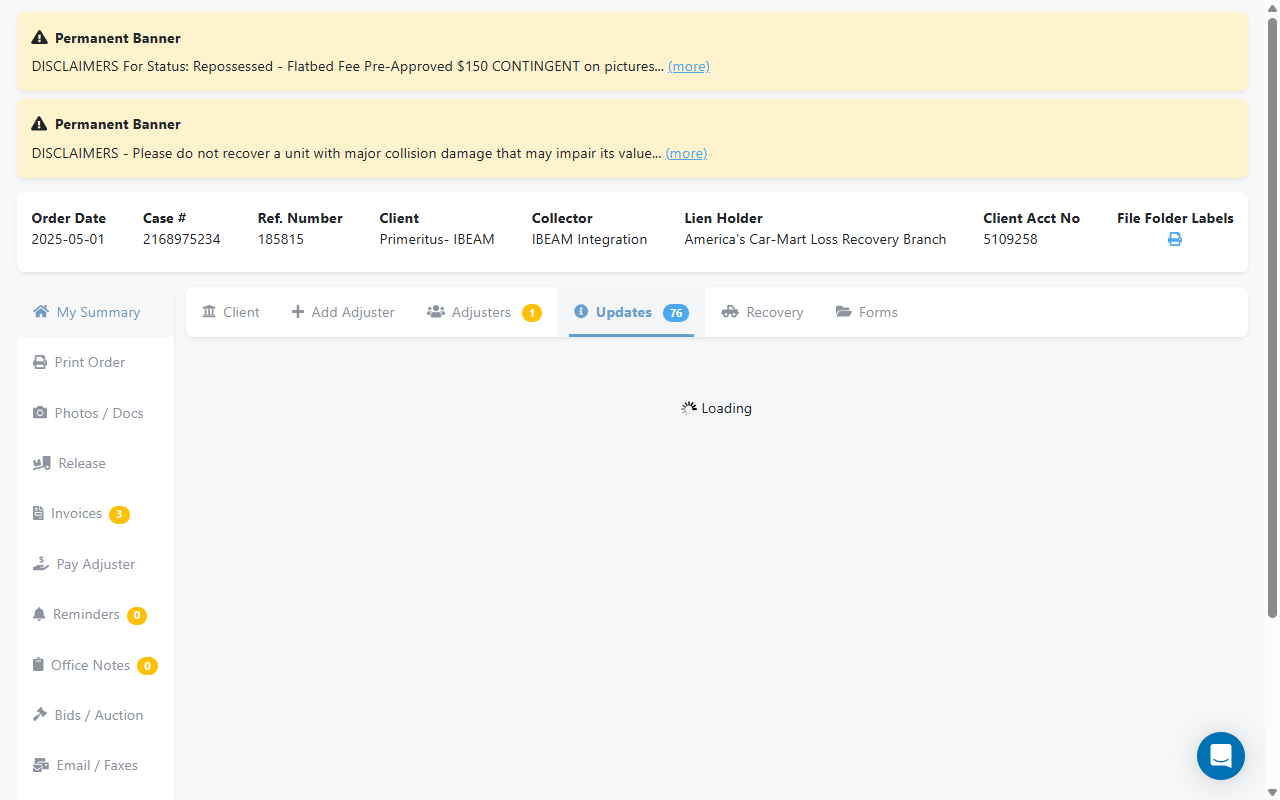 Permanent Banner
DISCLAIMERS For Status: Repossessed - Flatbed Fee Pre-Approved $150 CONTINGENT on pictures... (more)
Permanent Banner
DISCLAIMERS - Please do not recover a unit with major collision damage that may impair its value... (more)
Order Date Case # Ref. Number Client Collector Lien Holder Client Acct No File Folder Labels
2025-05-01 2168975234 185815 Primeritus- IBEAM IBEAM Integration America's Car-Mart Loss Recovery Branch 5109258
My Summary
Client Add Adjuster Adjusters 1 Updates 76 Recovery Forms
Print Order
Loading
Photos / Docs
Release
Invoices 3
Pay Adjuster
Reminders 0
Office Notes 0
Bids / Auction
Email / Faxes